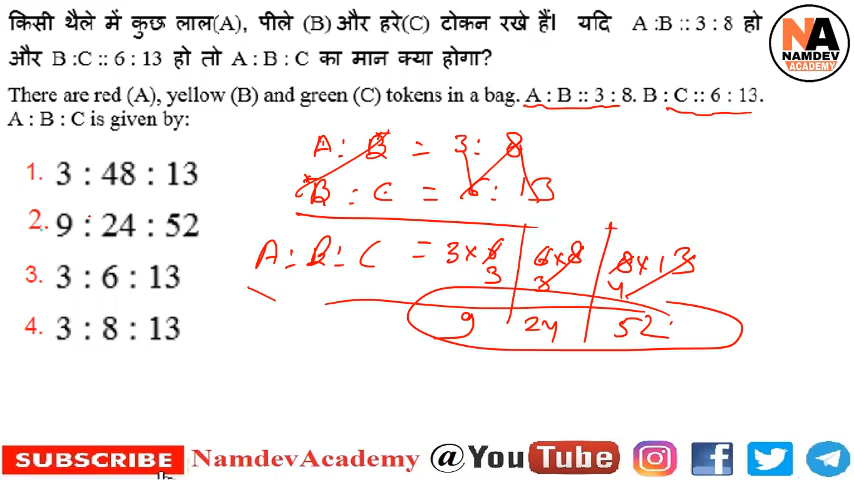 किसी थैले में कुछ लाल(A), पीले (B) और हरे(C) टोकन रखे हैं। यदि A :B :: 3 : 8 हो
और B :C :: 6 : 13 हो तो A : B : C का मान क्या होगा?
NA
NAMDEV
ACADEMY
There are red (A), yellow (B) and green (C) tokens in a bag. A : B :: 3 : 8. B : C :: 6 : 13.
A : B : C is given by:
A : B = 3 : 8
B : C = 6 : 13
1. 3 : 48 : 13
2. 9 : 24 : 52
3. 3 : 6 : 13
4. 3 : 8 : 13
A : B : C = 3 × 6 | 6 × 8 | 8 × 13
3 3 4
9 24 52
SUBSCRIBE NamdevAcademy @YouTube